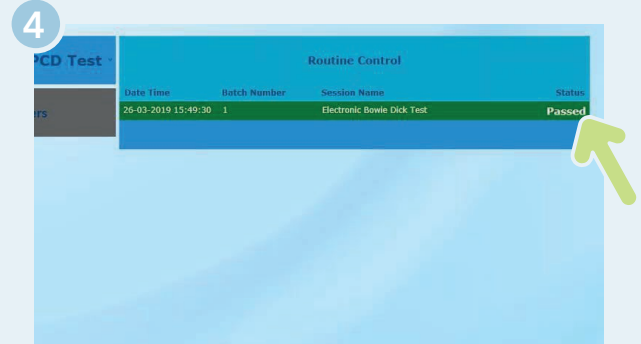 4
PCD Test
Routine Control
Date Time Batch Number Session Name Status
ers
26-03-2019 15:49:30 1 Electronic Bowie Dick Test Passed